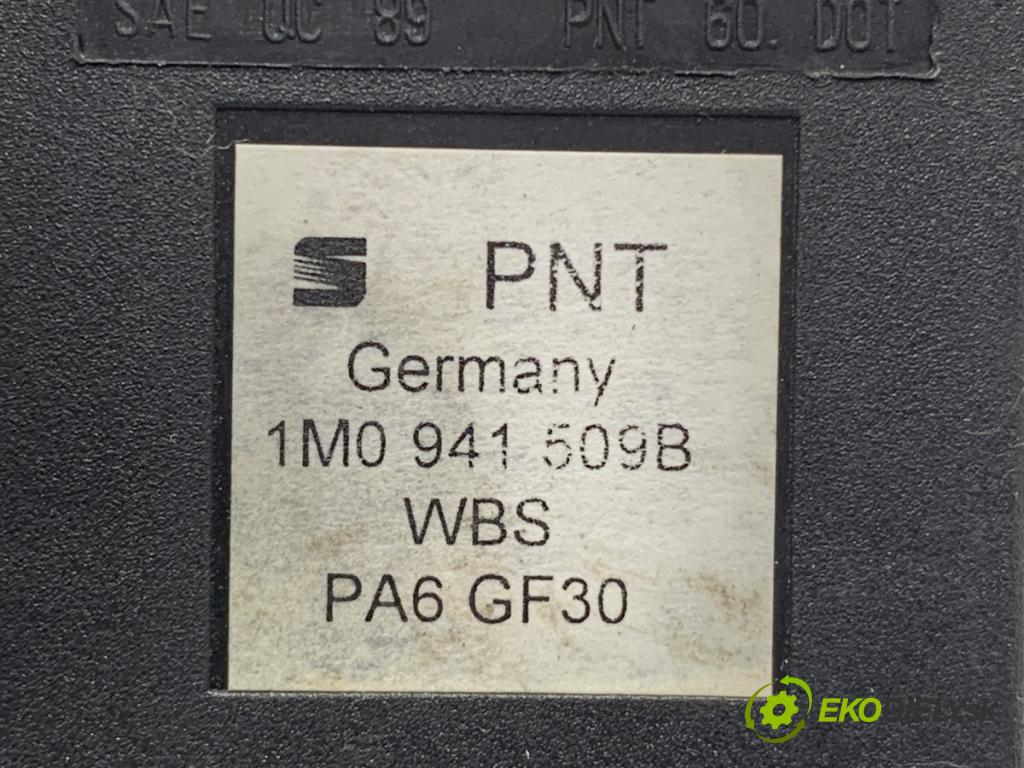 SAE QC 89 PNT 60. DOT
PNT
Germany
1M0 941 509B
WBS
PA6 GF30
EKO